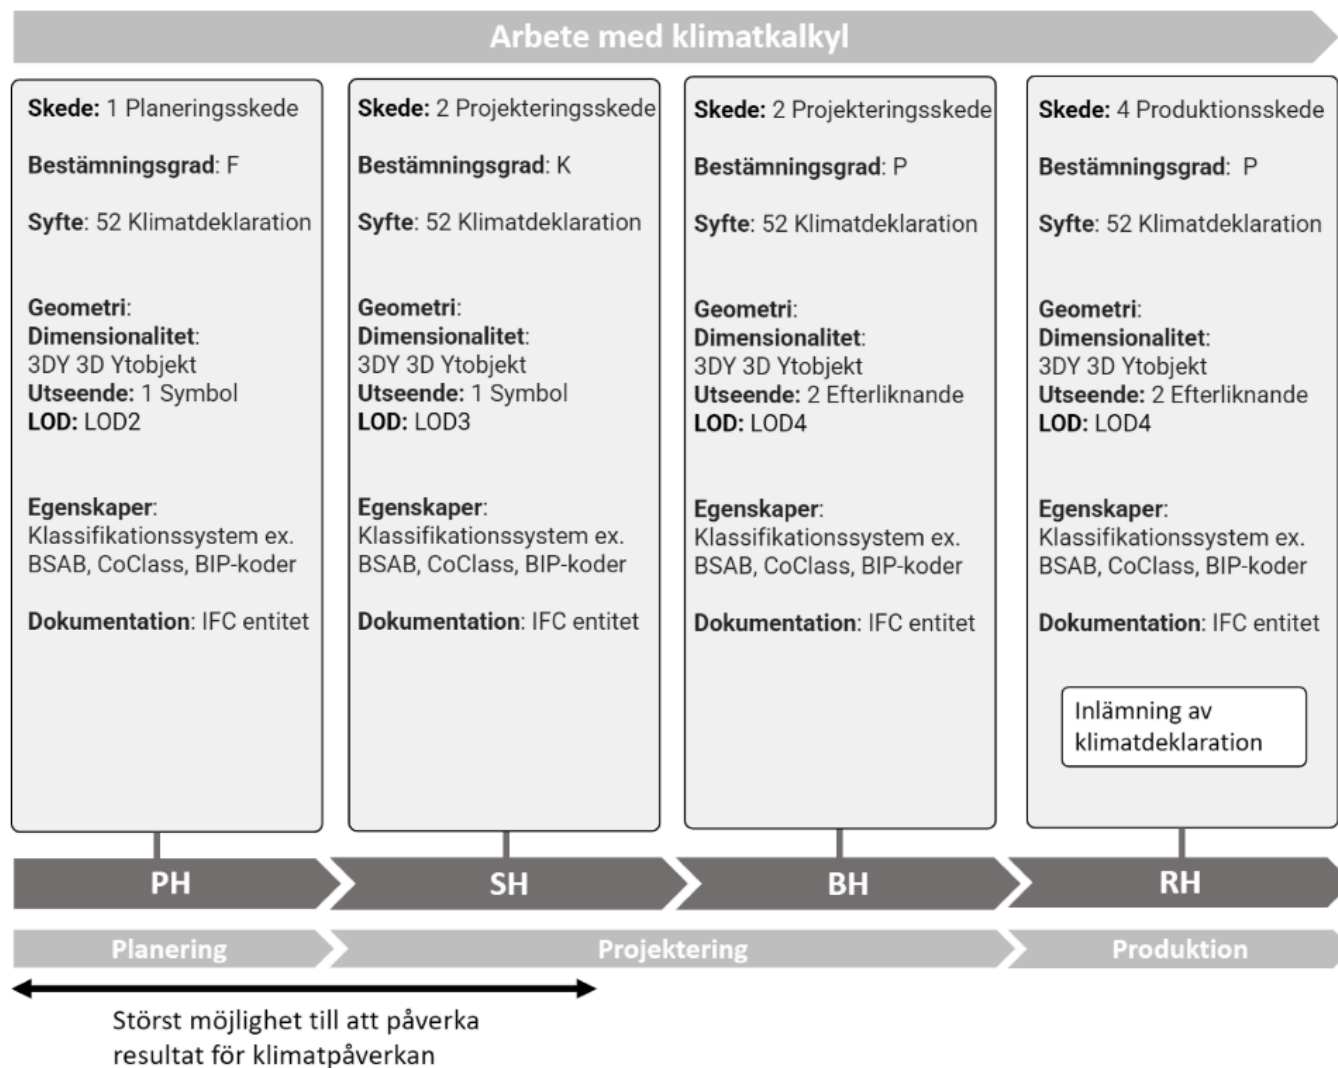 Arbete med klimatkalkyl
Skede: 1 Planeringsskede
Bestämningsgrad: F
Syfte: 52 Klimatdeklaration
Geometri:
Dimensionalitet:
3DY 3D Ytobjekt
Utseende: 1 Symbol
LOD: LOD2
Egenskaper:
Klassifikationssystem ex.
BSAB, CoClass, BIP-koder
Dokumentation: IFC entitet
Skede: 2 Projekteringsskede
Bestämningsgrad: K
Syfte: 52 Klimatdeklaration
Geometri:
Dimensionalitet:
3DY 3D Ytobjekt
Utseende: 1 Symbol
LOD: LOD3
Egenskaper:
Klassifikationssystem ex.
BSAB, CoClass, BIP-koder
Dokumentation: IFC entitet
Skede: 2 Projekteringsskede
Bestämningsgrad: P
Syfte: 52 Klimatdeklaration
Geometri:
Dimensionalitet:
3DY 3D Ytobjekt
Utseende: 2 Efterliknande
LOD: LOD4
Egenskaper:
Klassifikationssystem ex.
BSAB, CoClass, BIP-koder
Dokumentation: IFC entitet
Skede: 4 Produktionsskede
Bestämningsgrad: P
Syfte: 52 Klimatdeklaration
Geometri:
Dimensionalitet:
3DY 3D Ytobjekt
Utseende: 2 Efterliknande
LOD: LOD4
Egenskaper:
Klassifikationssystem ex.
BSAB, CoClass, BIP-koder
Dokumentation: IFC entitet
Inlämning av
klimatdeklaration
PH
SH
BH
RH
Planering
Projektering
Produktion
Störst möjlighet till att påverka
resultat för klimatpåverkan